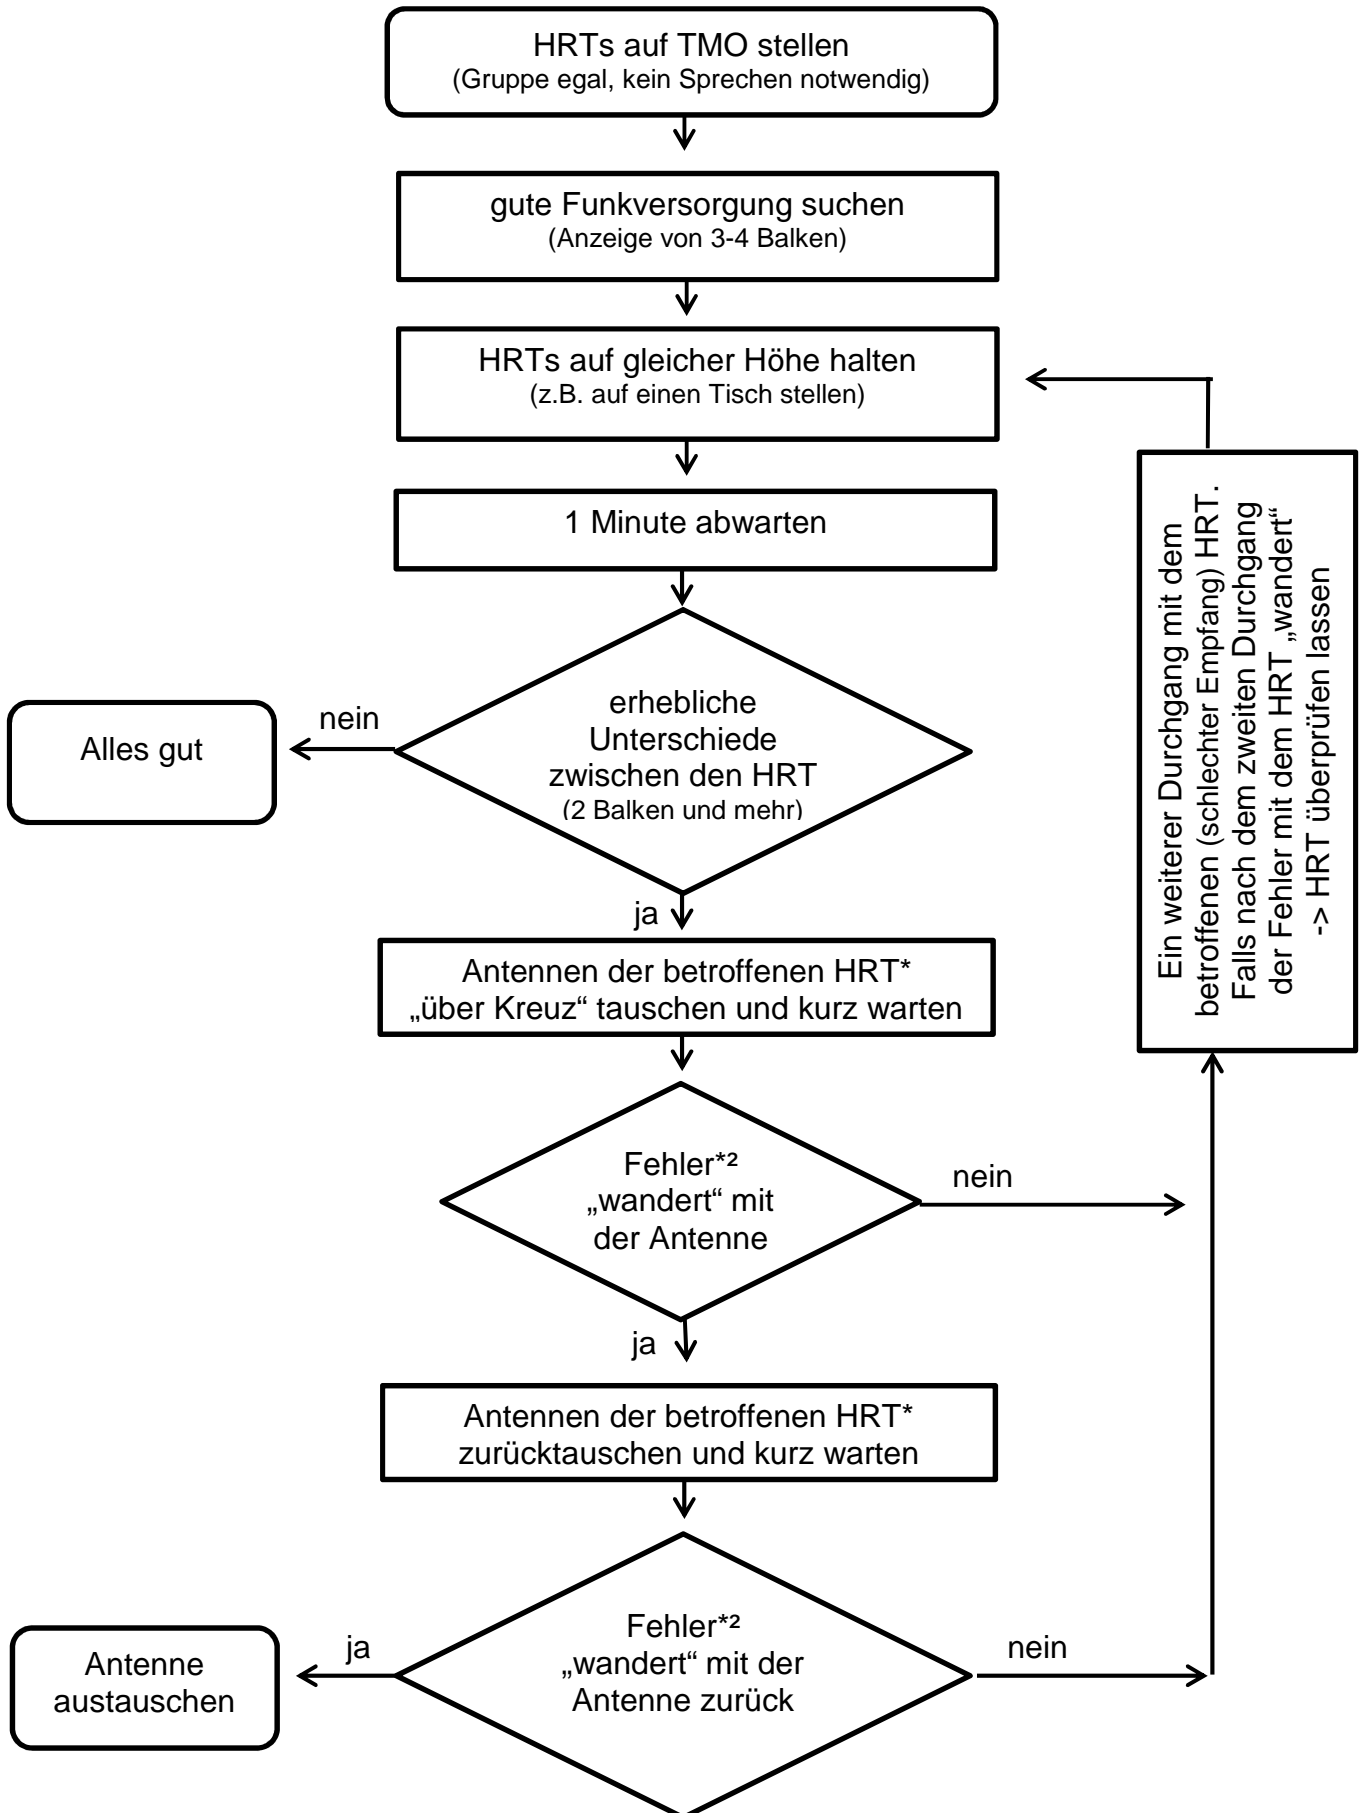 HRTs auf TMO stellen
(Gruppe egal, kein Sprechen notwendig)
gute Funkversorgung suchen
(Anzeige von 3-4 Balken)
HRTs auf gleicher Höhe halten
(z.B. auf einen Tisch stellen)
1 Minute abwarten
erhebliche
Unterschiede
zwischen den HRT
(2 Balken und mehr)
nein
Alles gut
ja
Antennen der betroffenen HRT*
„über Kreuz“ tauschen und kurz warten
Fehler*²
„wandert“ mit
der Antenne
nein
Ein weiterer Durchgang mit dem
betroffenen (schlechter Empfang) HRT.
Falls nach dem zweiten Durchgang
der Fehler mit dem HRT „wandert“
-> HRT überprüfen lassen
ja
Antennen der betroffenen HRT*
zurücktauschen und kurz warten
Fehler*²
„wandert“ mit der
Antenne zurück
ja
Antenne
austauschen
nein